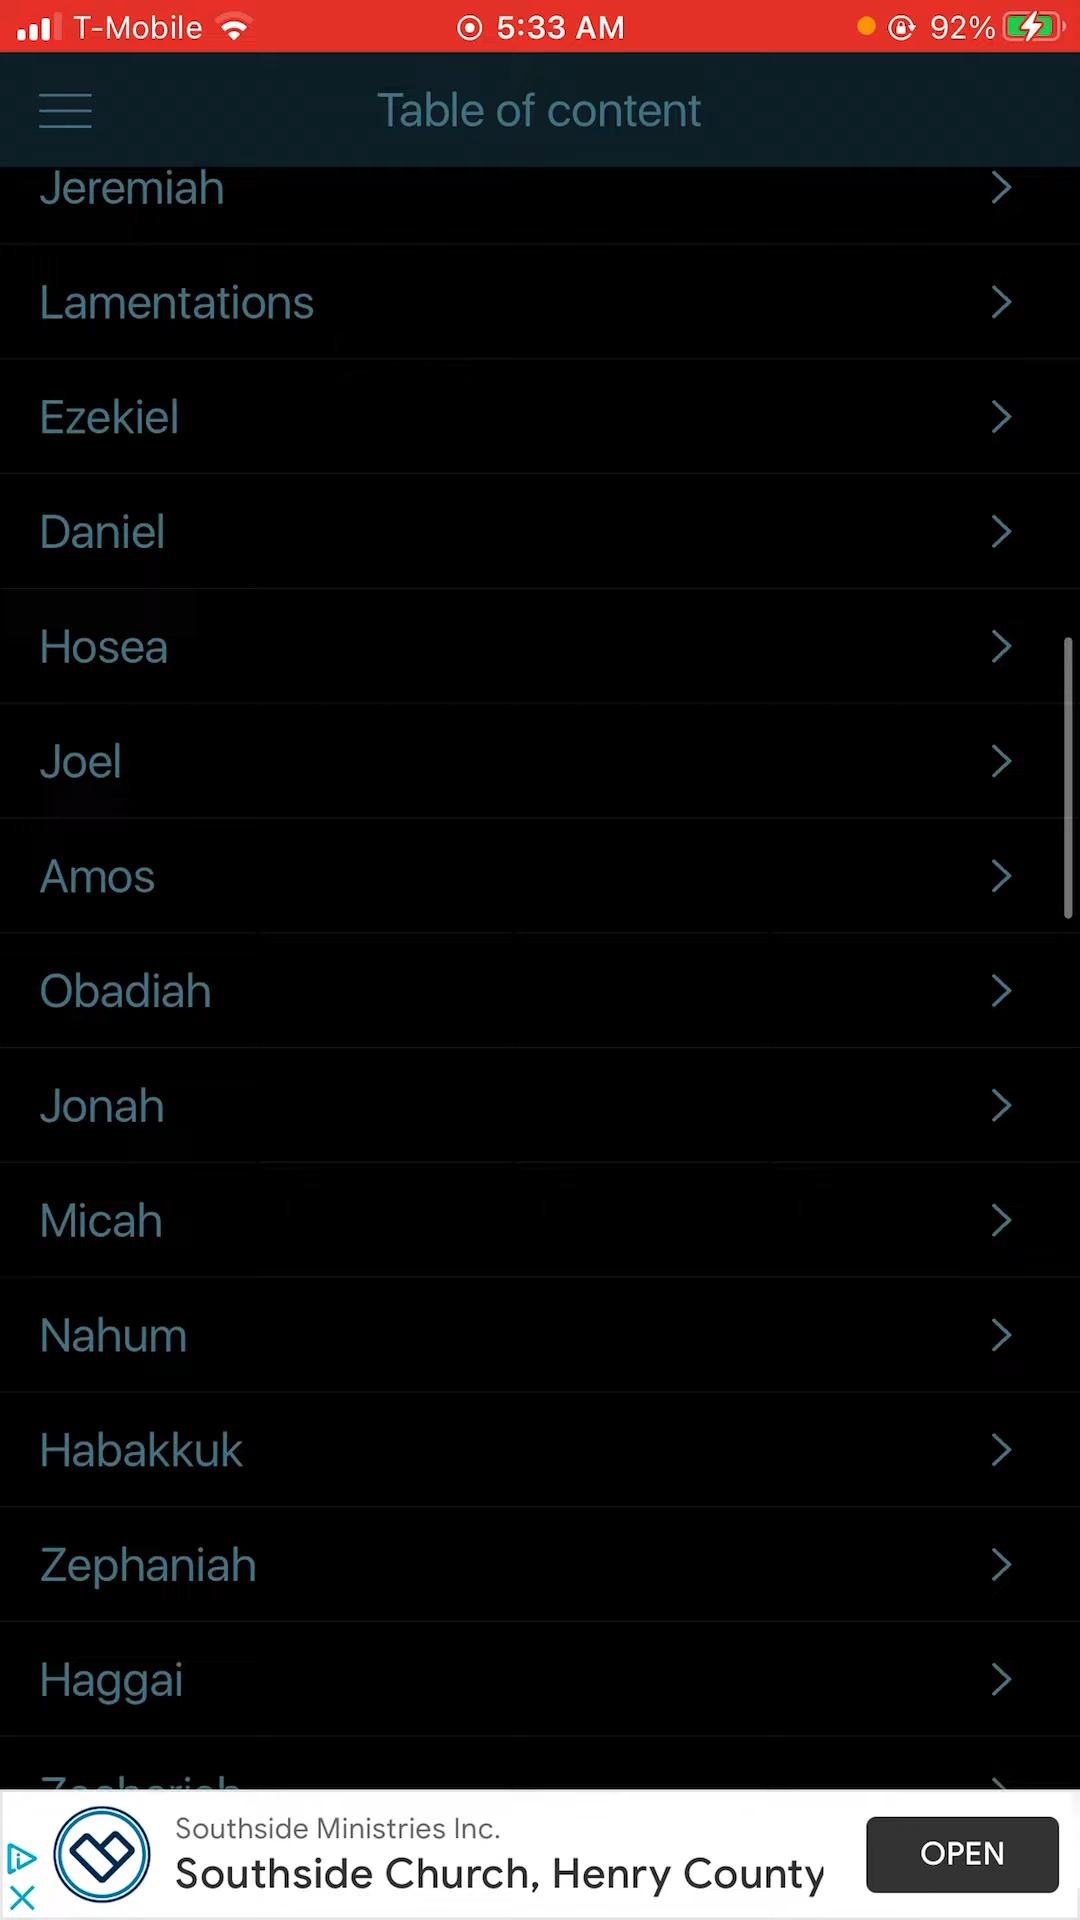 T-Mobile 5:33 AM 92%
Table of content
Jeremiah
Lamentations
Ezekiel
Daniel
Hosea
Joel
Amos
Obadiah
Jonah
Micah
Nahum
Habakkuk
Zephaniah
Haggai
Southside Ministries Inc.
Southside Church, Henry County
OPEN